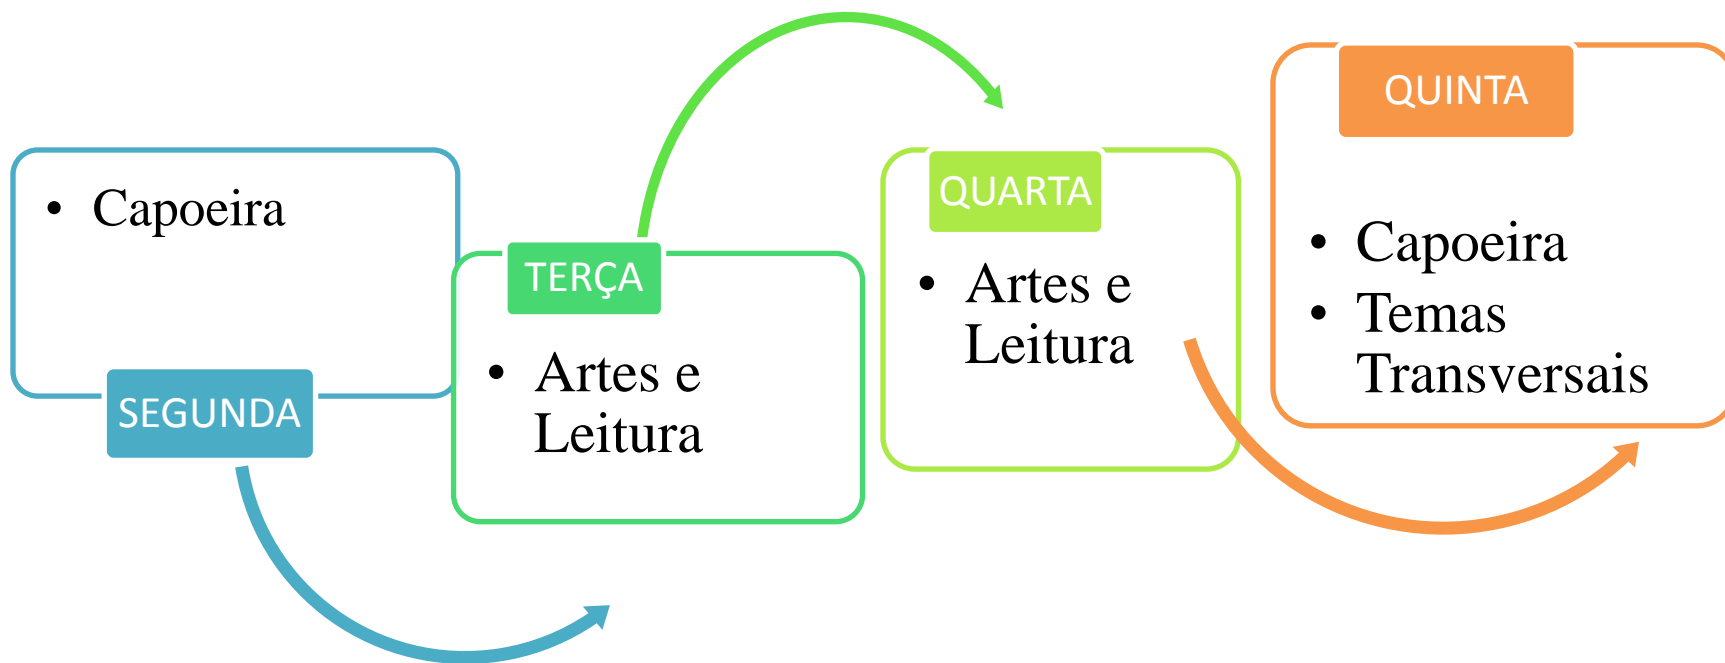 • Capoeira
SEGUNDA
TERÇA
• Artes e
Leitura
QUARTA
• Artes e
Leitura
QUINTA
• Capoeira
• Temas
Transversais